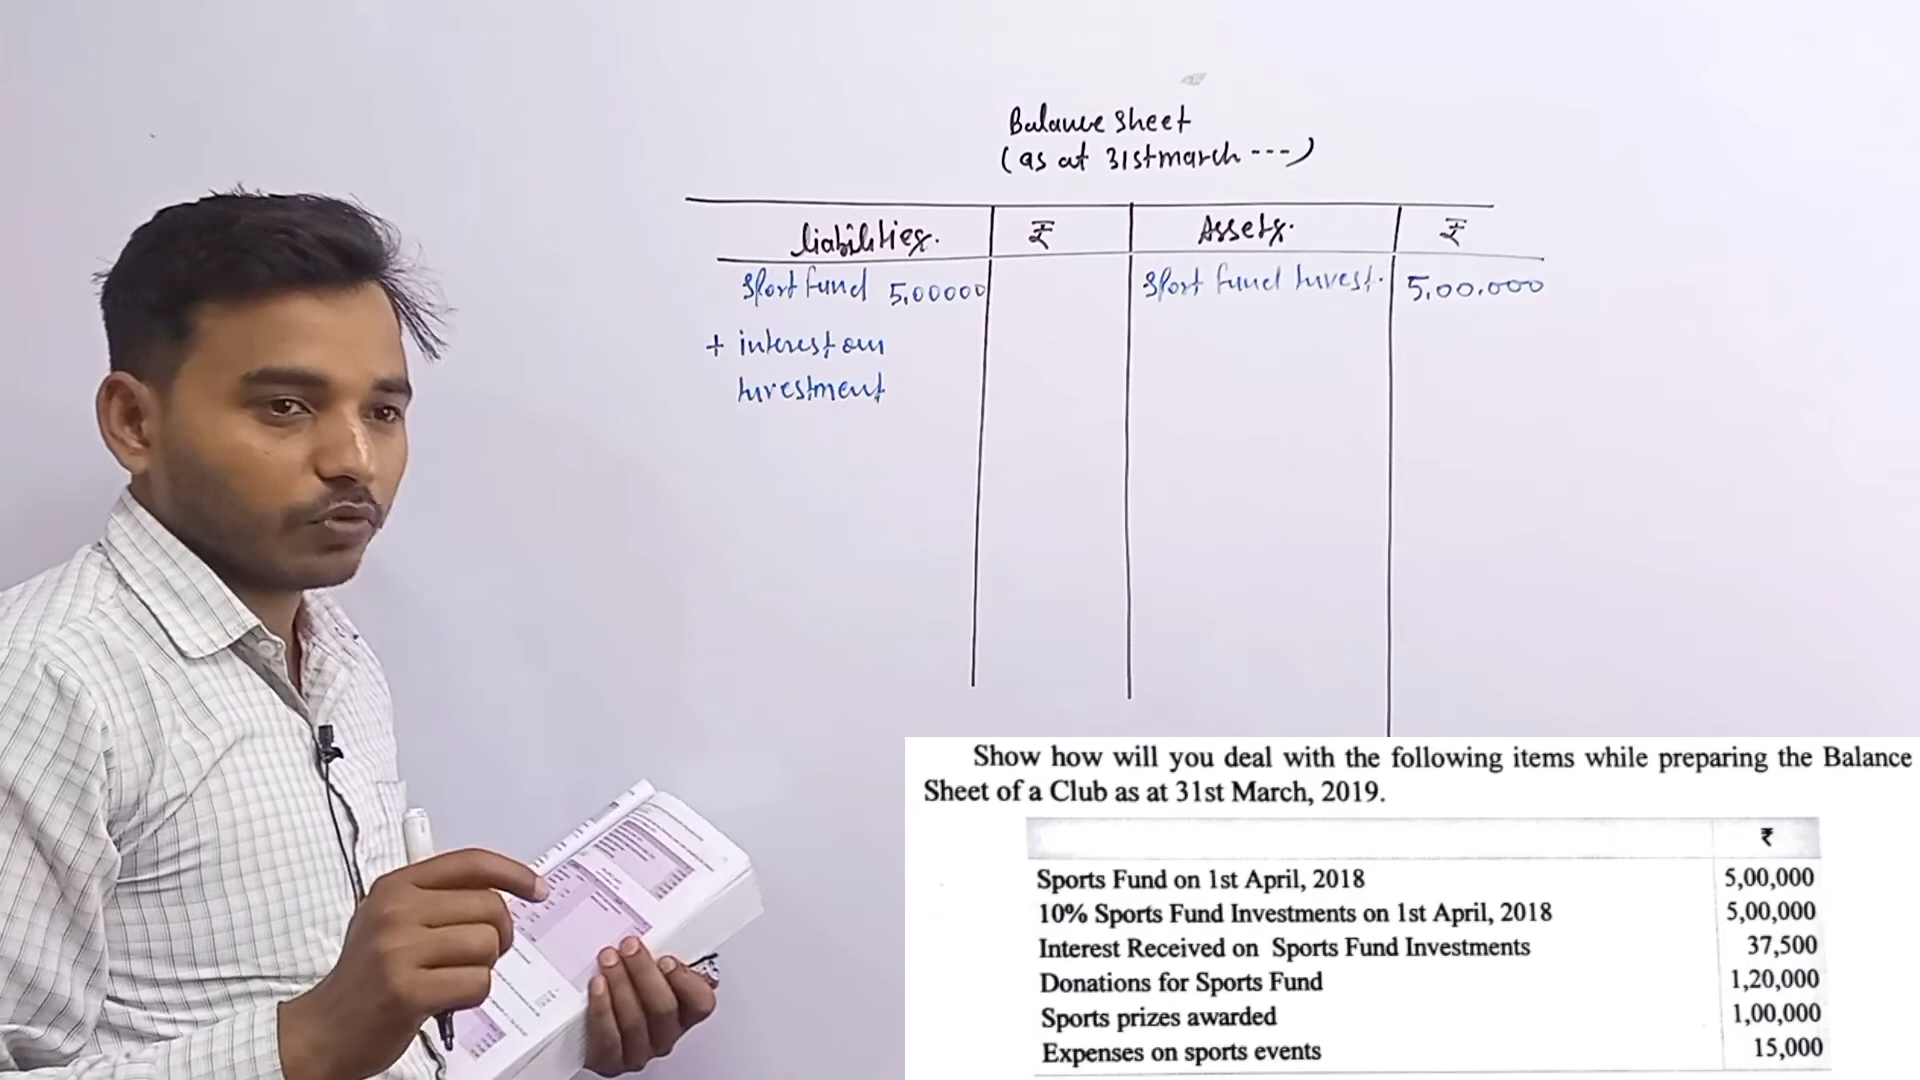 Balance Sheet
(as at 31st march ---)
Liabilities. ₹ Assets. ₹
Sport fund 5,00000 Sport fund Invest. 5,00,000
+ interest on
Investment
Show how will you deal with the following items while preparing the Balance
Sheet of a Club as at 31st March, 2019.
₹
Sports Fund on 1st April, 2018 5,00,000
10% Sports Fund Investments on 1st April, 2018 5,00,000
Interest Received on Sports Fund Investments 37,500
Donations for Sports Fund 1,20,000
Sports prizes awarded 1,00,000
Expenses on sports events 15,000